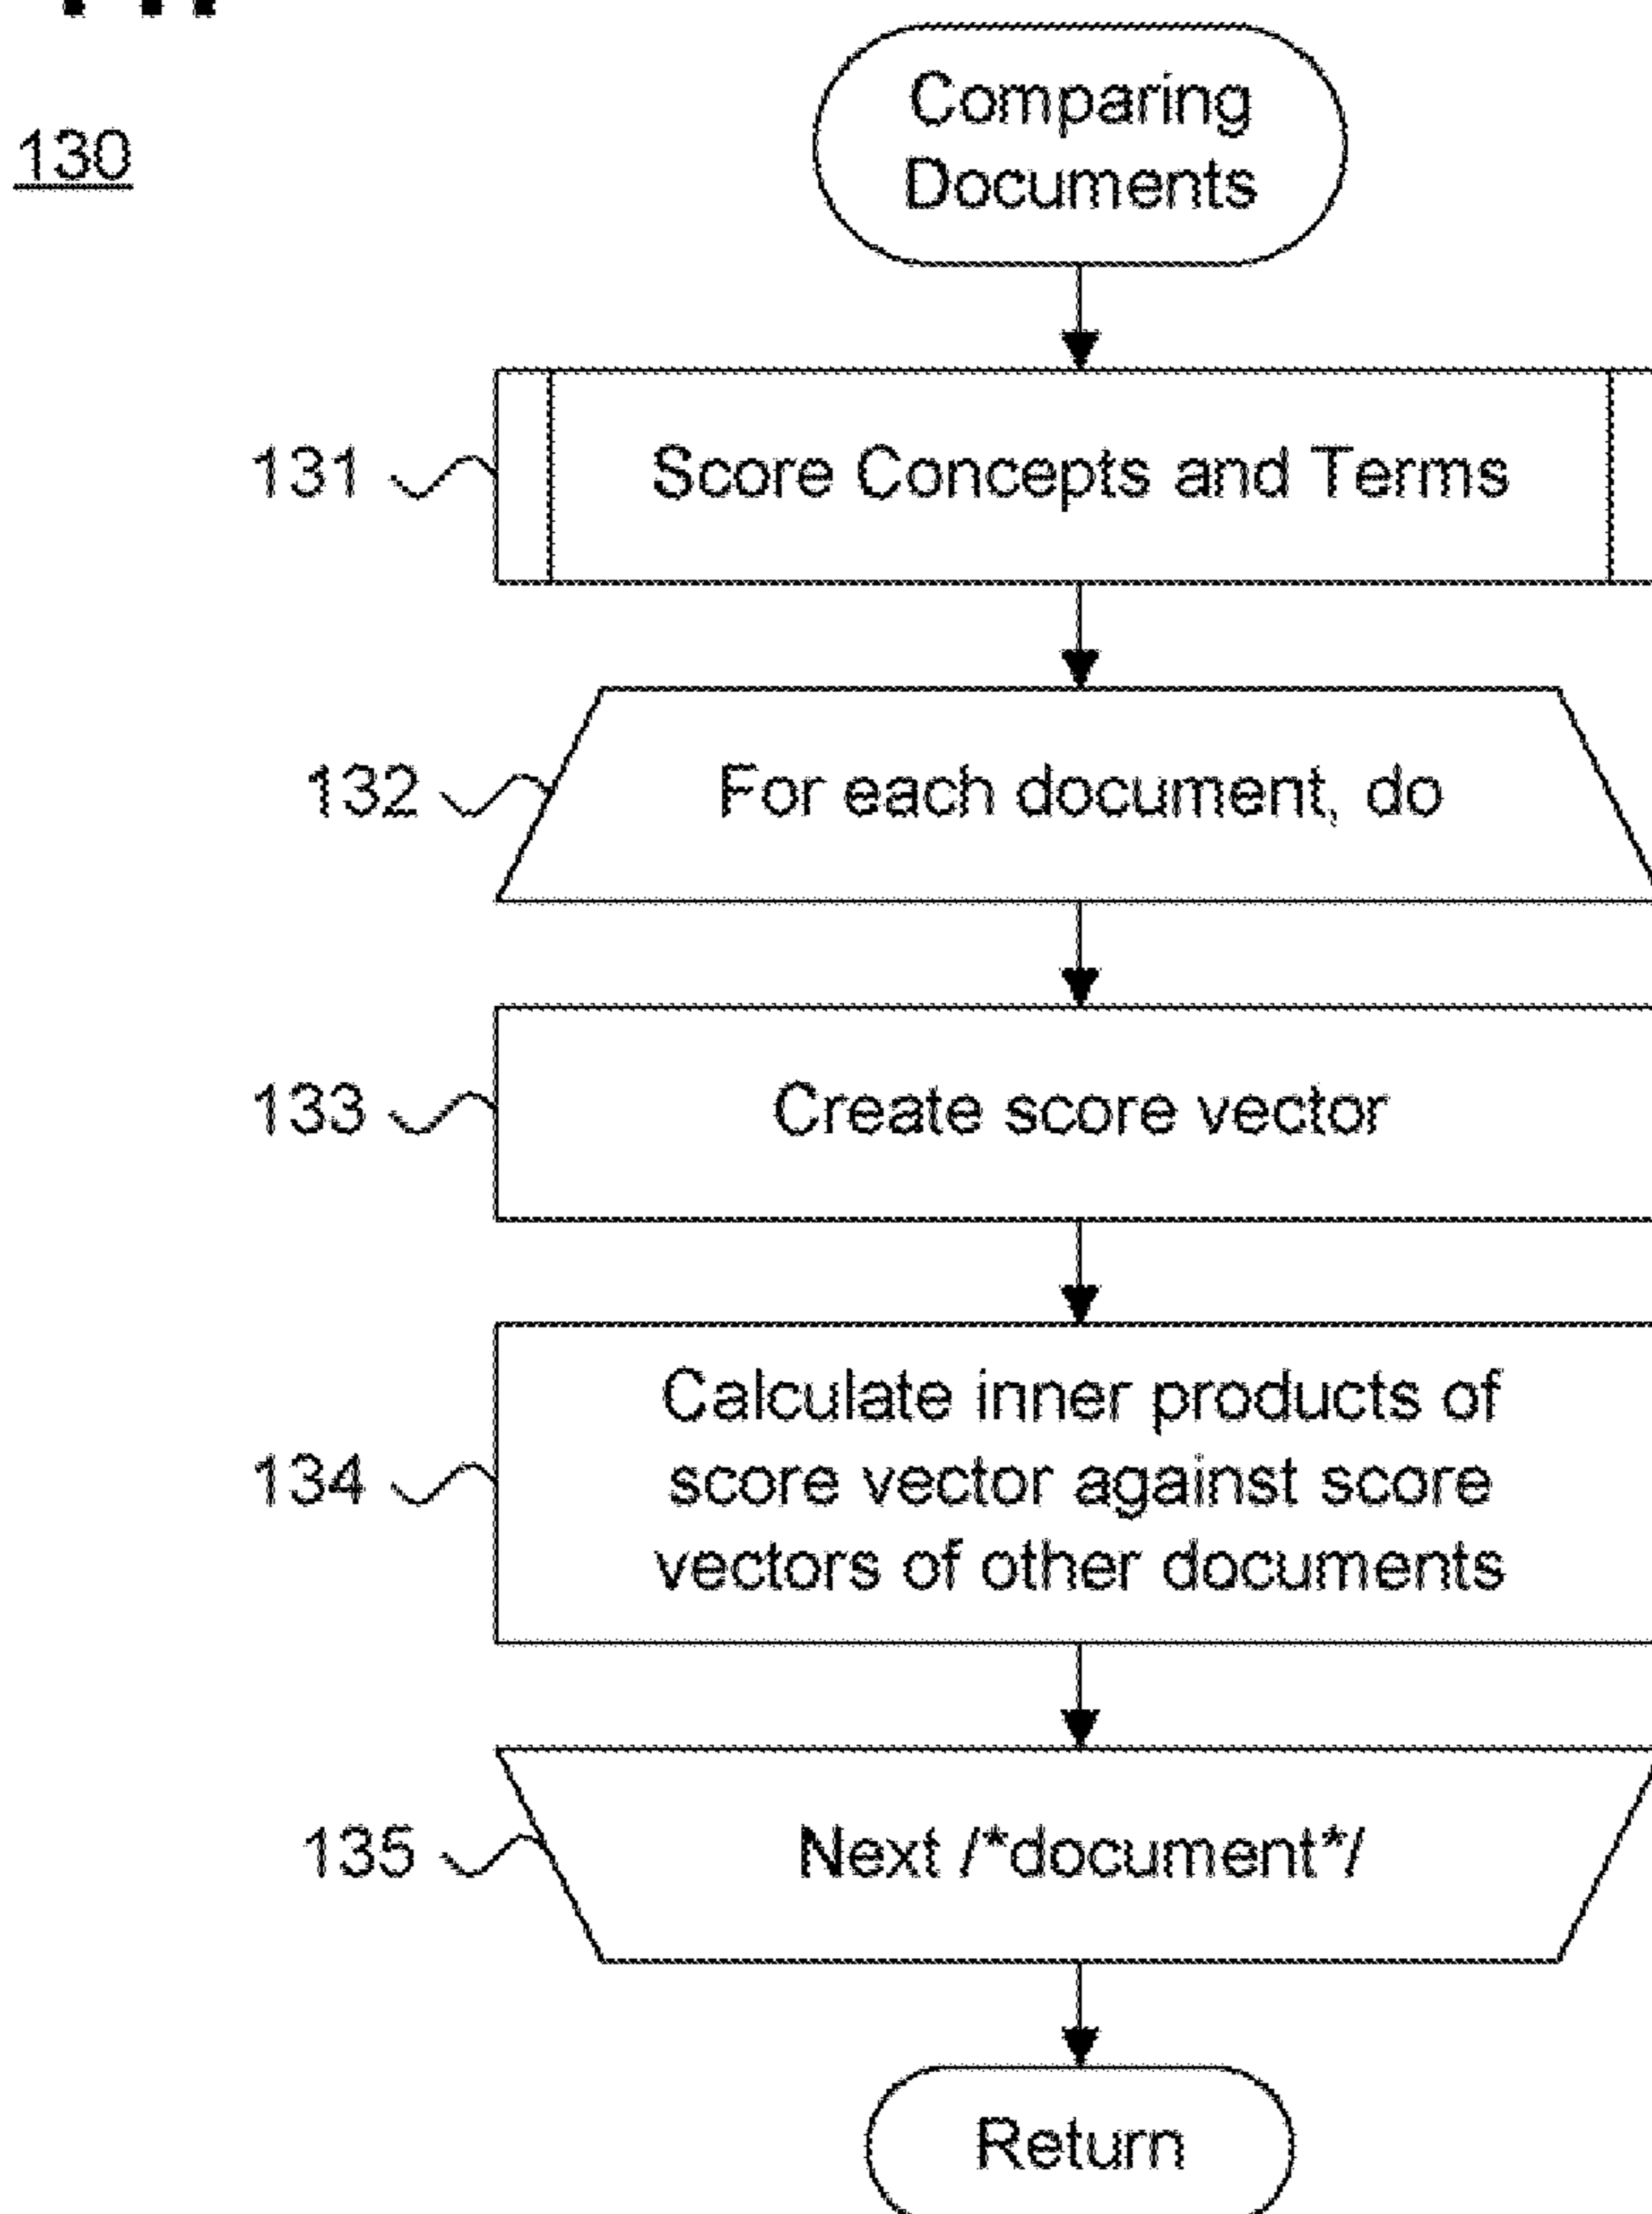 130
Comparing
Documents
131
Score Concepts and Terms
132
For each document, do
133
Create score vector
134
Calculate inner products of
score vector against score
vectors of other documents
135
Next /*document*/
Return